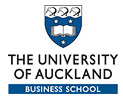 THE UNIVERSITY
OF AUCKLAND
BUSINESS SCHOOL